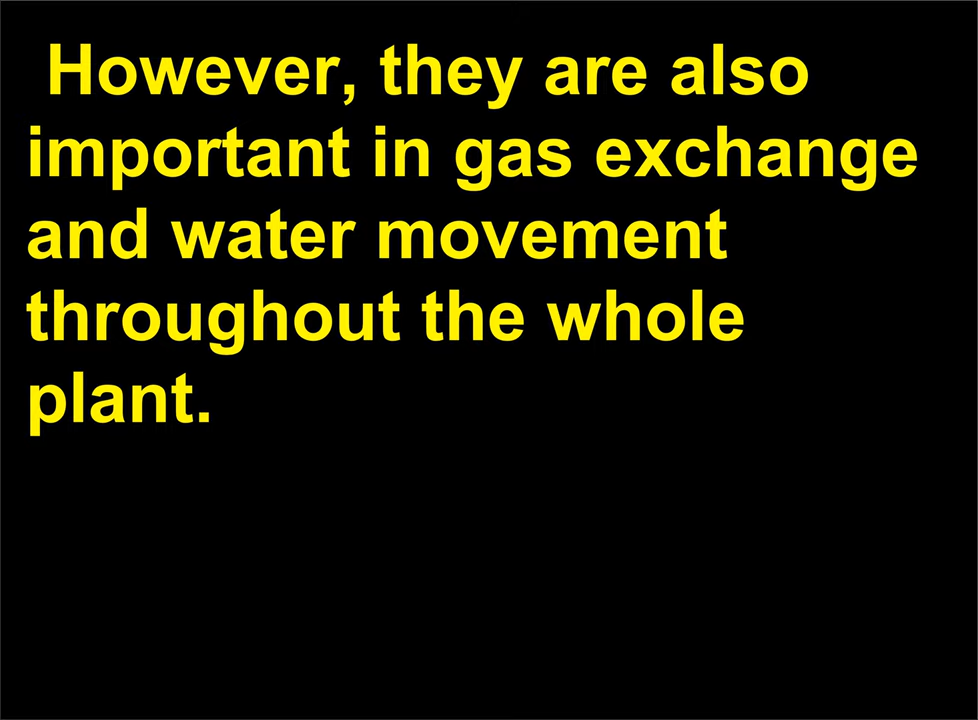 However, they are also
important in gas exchange
and water movement
throughout the whole
plant.